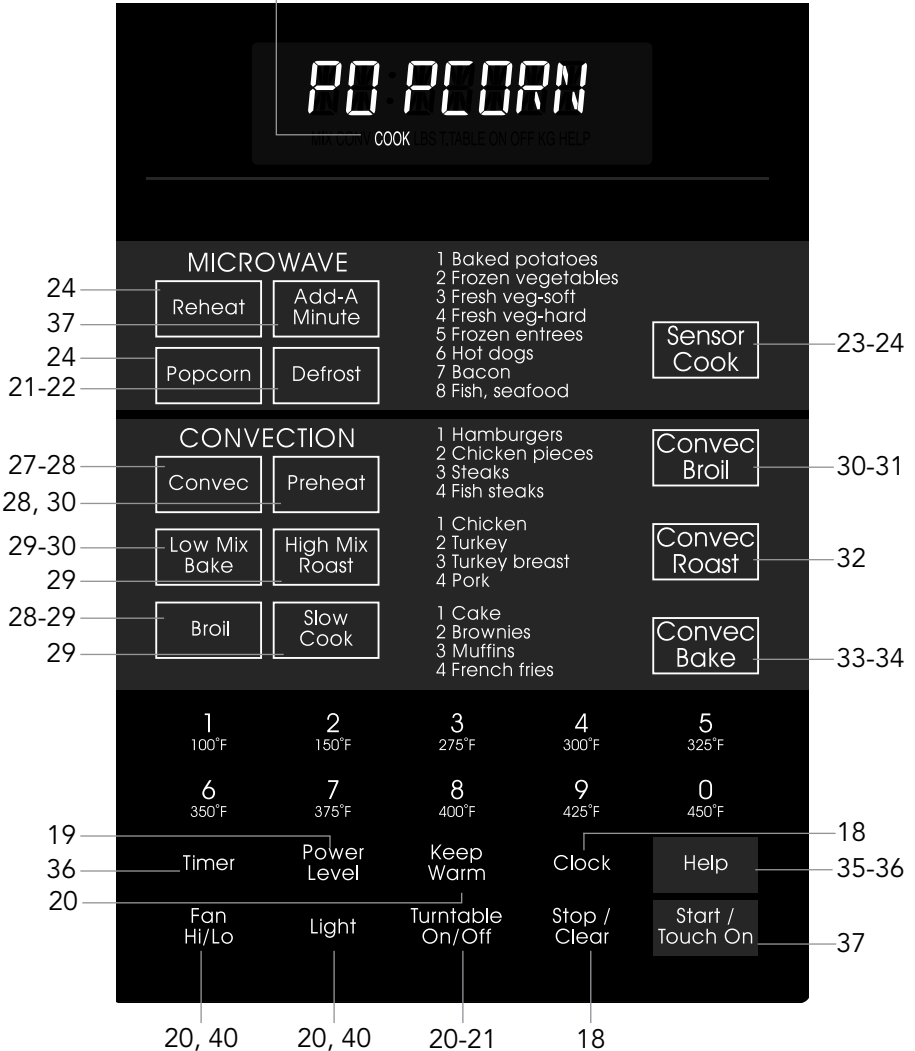 PO PCORN
MIX CONV COOK LBS T.TABLE ON OFF KG HELP
MICROWAVE
24
Reheat
37
Add-A
Minute
24
Popcorn
21-22
Defrost
1 Baked potatoes
2 Frozen vegetables
3 Fresh veg-soft
4 Fresh veg-hard
5 Frozen entrees
6 Hot dogs
7 Bacon
8 Fish, seafood
Sensor
Cook
23-24
CONVECTION
27-28
Convec
28, 30
Preheat
29-30
Low Mix
Bake
29
High Mix
Roast
28-29
Broil
29
Slow
Cook
1 Hamburgers
2 Chicken pieces
3 Steaks
4 Fish steaks
Convec
Broil
30-31
1 Chicken
2 Turkey
3 Turkey breast
4 Pork
Convec
Roast
32
1 Cake
2 Brownies
3 Muffins
4 French fries
Convec
Bake
33-34
1 2 3 4 5
100°F 150°F 275°F 300°F 325°F
6 7 8 9 0
350°F 375°F 400°F 425°F 450°F
19
36
20
Timer
Power
Level
Keep
Warm
Clock
Help
18
35-36
Fan
Hi/Lo
Light
Turntable
On/Off
Stop /
Clear
Start /
Touch On
37
20, 40 20, 40 20-21 18